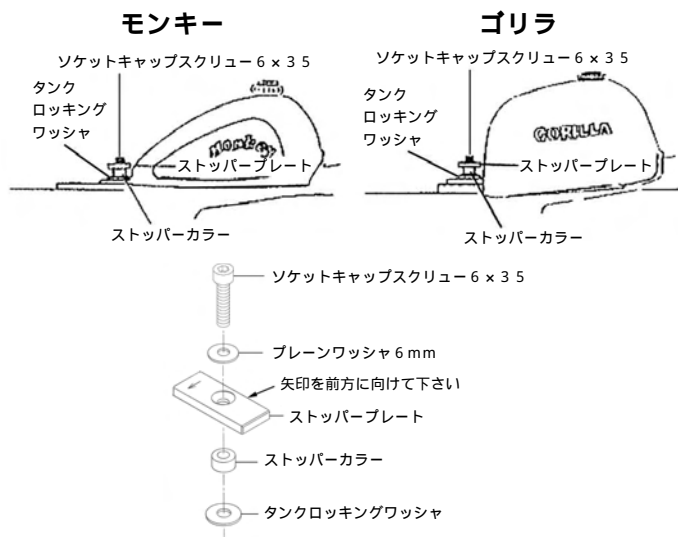 モンキー
ソケットキャップスクリュー６×３５
タンク
ロッキング
ワッシャ
Monkey
ストッパープレート
ストッパーカラー
ゴリラ
ソケットキャップスクリュー６×３５
タンク
ロッキング
ワッシャ
GORILLA
ストッパープレート
ストッパーカラー
ソケットキャップスクリュー６×３５
プレーンワッシャ６mm
矢印を前方に向けて下さい
ストッパープレート
ストッパーカラー
タンクロッキングワッシャ